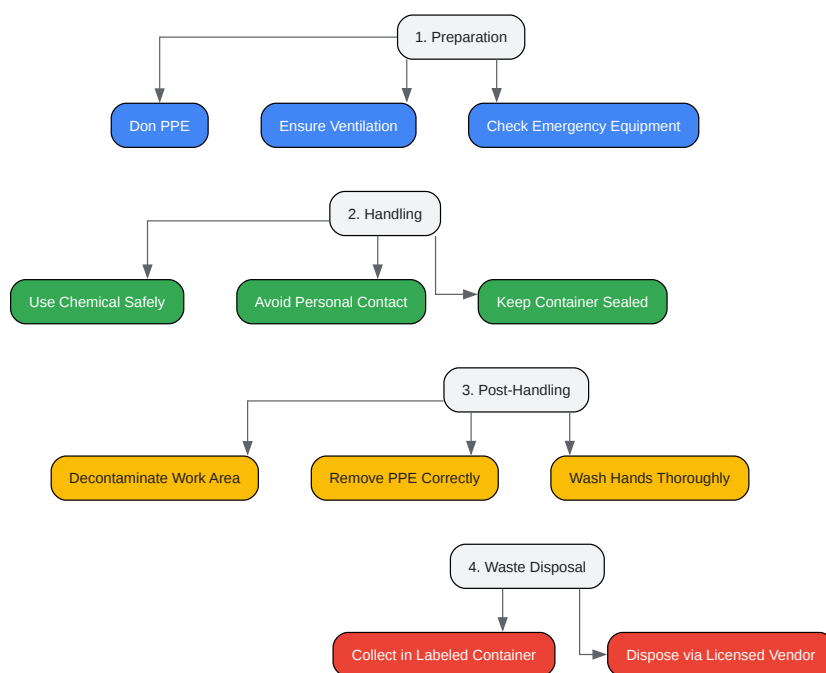 1. Preparation
Don PPE
Ensure Ventilation
Check Emergency Equipment
2. Handling
Use Chemical Safely
Avoid Personal Contact
Keep Container Sealed
3. Post-Handling
Decontaminate Work Area
Remove PPE Correctly
Wash Hands Thoroughly
4. Waste Disposal
Collect in Labeled Container
Dispose via Licensed Vendor